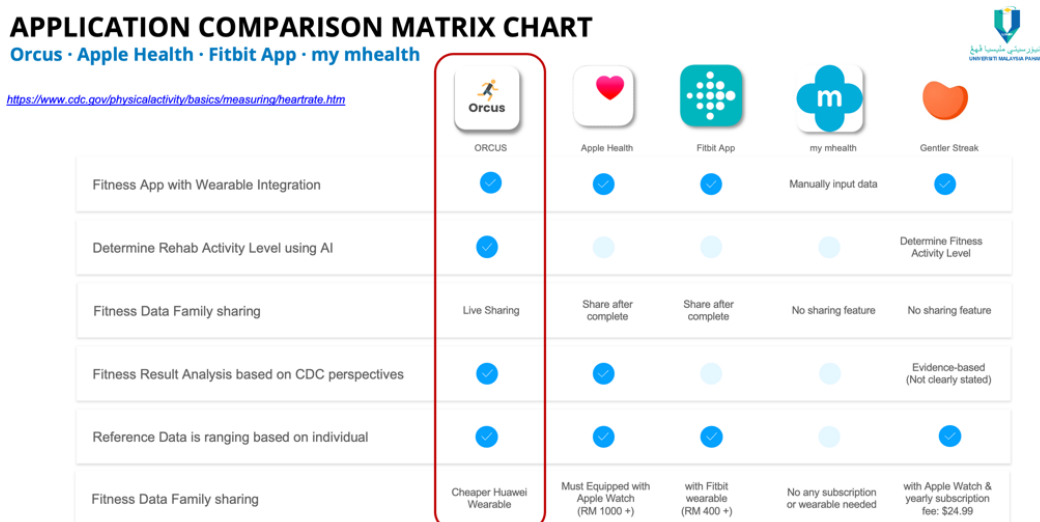 APPLICATION COMPARISON MATRIX CHART
Orcus · Apple Health · Fitbit App · my mhealth
https://www.cdc.gov/physicalactivity/basics/measuring/heartrate.htm
اونيۏرسيتي مليسيا ڤهڠ
UNIVERSITI MALAYSIA PAHANG
Orcus
m
ORCUS
Apple Health
Fitbit App
my mhealth
Gentler Streak
Fitness App with Wearable Integration
Manually input data
Determine Rehab Activity Level using AI
Determine Fitness
Activity Level
Fitness Data Family sharing
Live Sharing
Share after
complete
Share after
complete
No sharing feature
No sharing feature
Fitness Result Analysis based on CDC perspectives
Evidence-based
(Not clearly stated)
Reference Data is ranging based on individual
Fitness Data Family sharing
Cheaper Huawei
Wearable
Must Equipped with
Apple Watch
(RM 1000 +)
with Fitbit
wearable
(RM 400 +)
No any subscription
or wearable needed
with Apple Watch &
yearly subscription
fee: $24.99